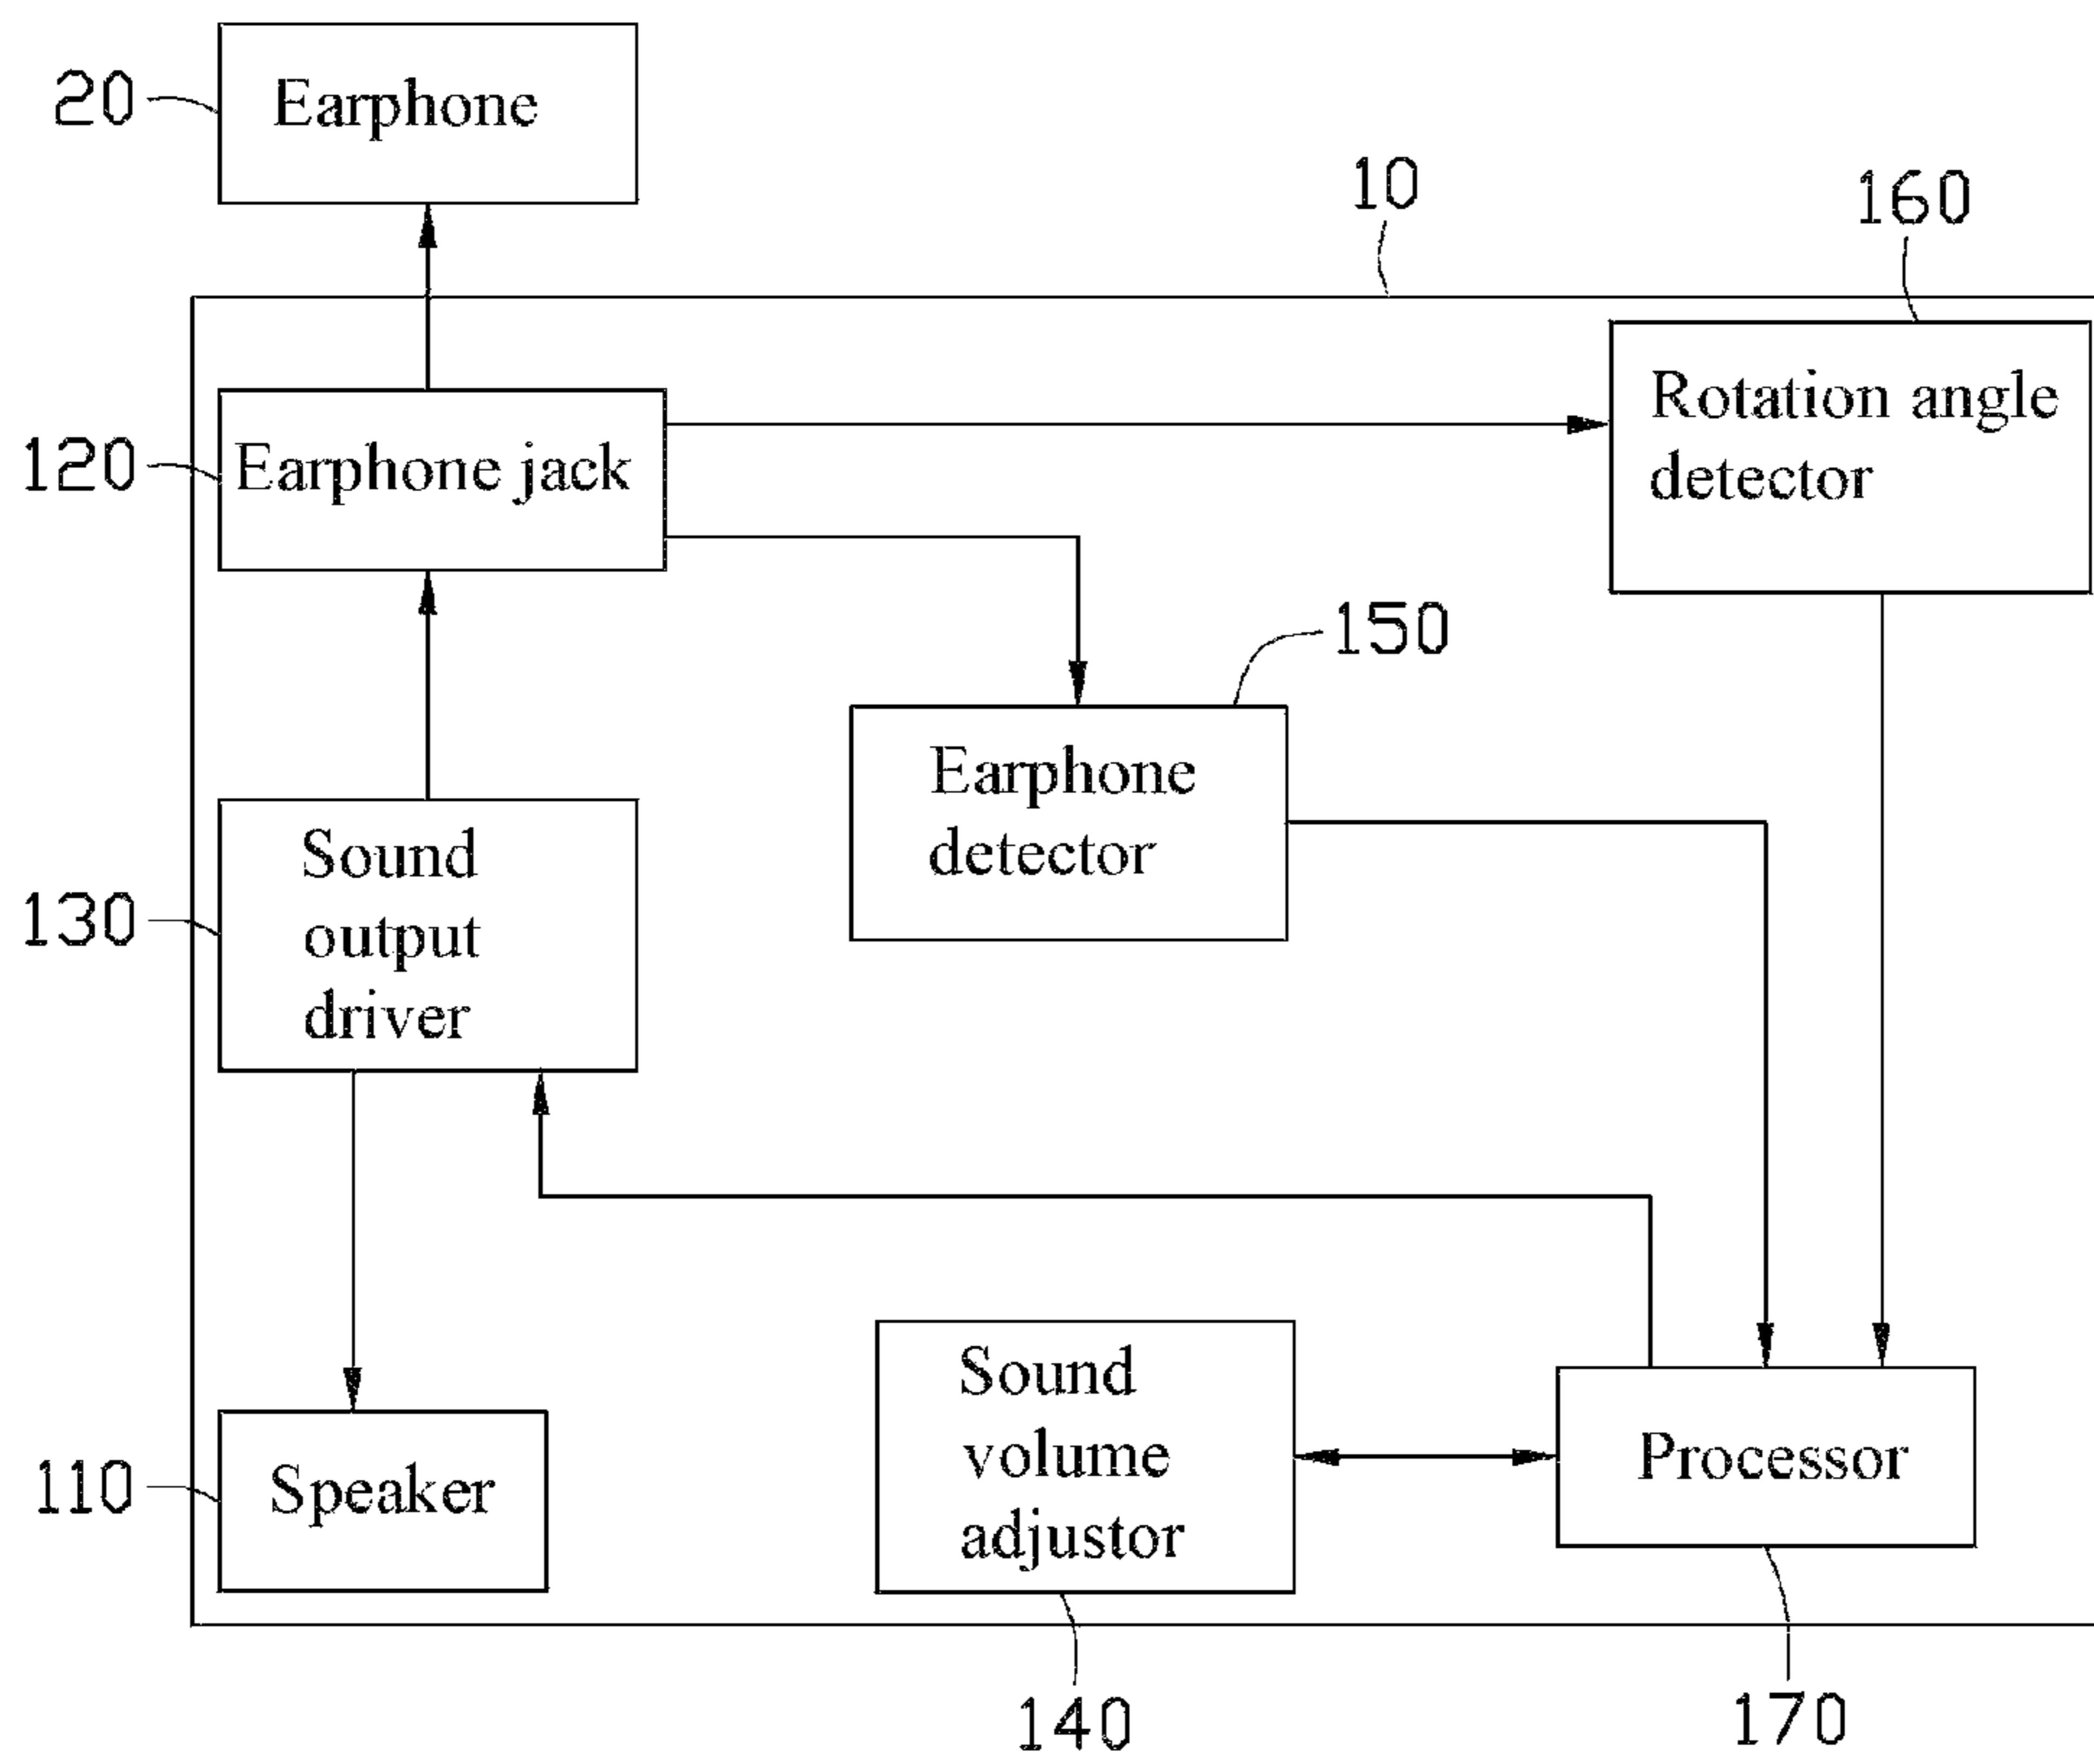 20
Earphone
10
160
Rotation angle
detector
120
Earphone jack
150
Earphone
detector
130
Sound
output
driver
110
Speaker
Sound
volume
adjustor
Processor
140
170